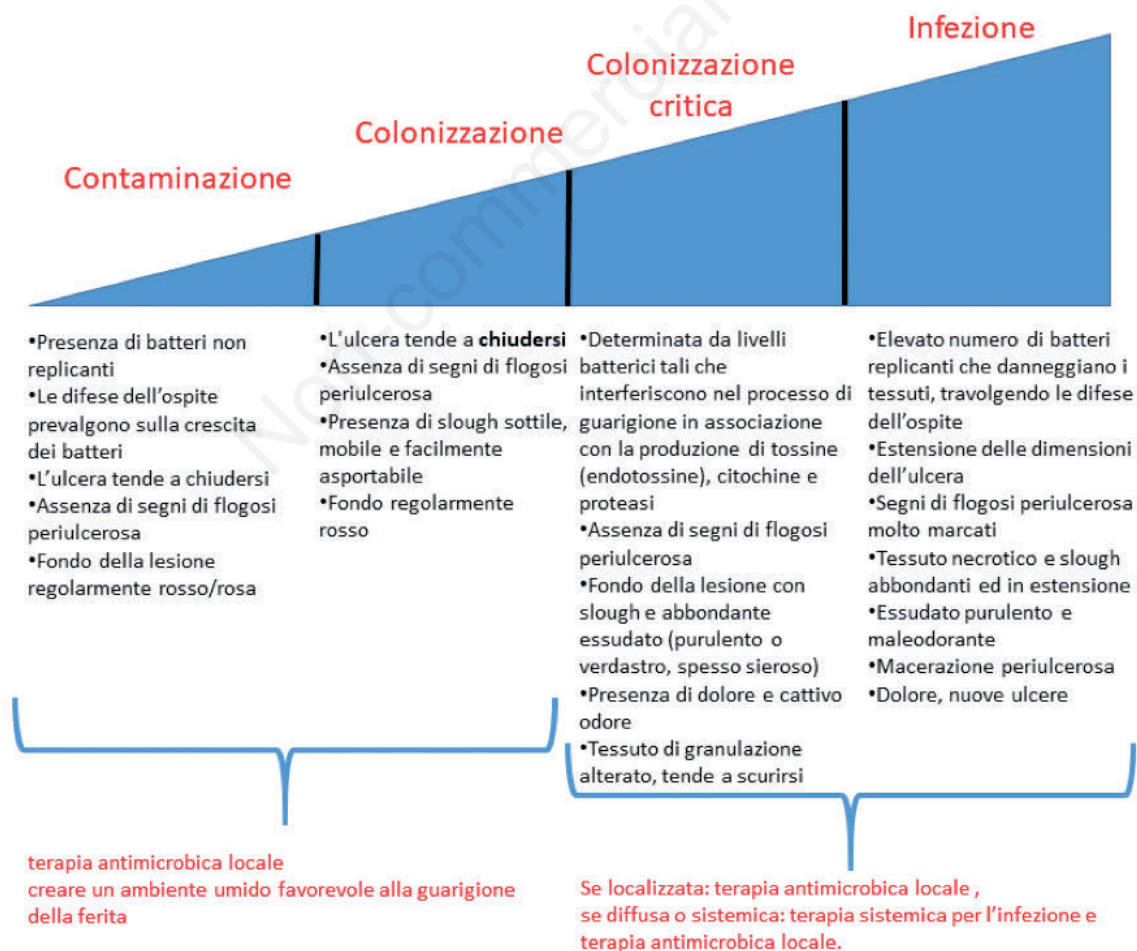 Infezione
Colonizzazione
critica
Colonizzazione
Contaminazione
Non-commercial
•Presenza di batteri non
replicanti
•Le difese dell'ospite
prevalgono sulla crescita
dei batteri
•L'ulcera tende a chiudersi
•Assenza di segni di flogosi
periulcerosa
•Fondo della lesione
regolarmente rosso/rosa
•L'ulcera tende a chiudersi
•Assenza di segni di flogosi
periulcerosa
•Presenza di slough sottile,
mobile e facilmente
asportabile
•Fondo regolarmente
rosso
•Determinata da livelli
batterici tali che
interferiscono nel processo di
guarigione in associazione
con la produzione di tossine
(endotossine), citochine e
proteasi
•Assenza di segni di flogosi
periulcerosa
•Fondo della lesione con
slough e abbondante
essudato (purulento o
verdastro, spesso sieroso)
•Presenza di dolore e cattivo
odore
•Tessuto di granulazione
alterato, tende a scurirsi
•Elevato numero di batteri
replicanti che danneggiano i
tessuti, travolgendo le difese
dell'ospite
•Estensione delle dimensioni
dell'ulcera
•Segni di flogosi periulcerosa
molto marcati
•Tessuto necrotico e slough
abbondanti ed in estensione
•Essudato purulento e
maleodorante
•Macerazione periulcerosa
•Dolore, nuove ulcere
terapia antimicrobica locale
creare un ambiente umido favorevole alla guarigione
della ferita
Se localizzata: terapia antimicrobica locale ,
se diffusa o sistemica: terapia sistemica per l'infezione e
terapia antimicrobica locale.